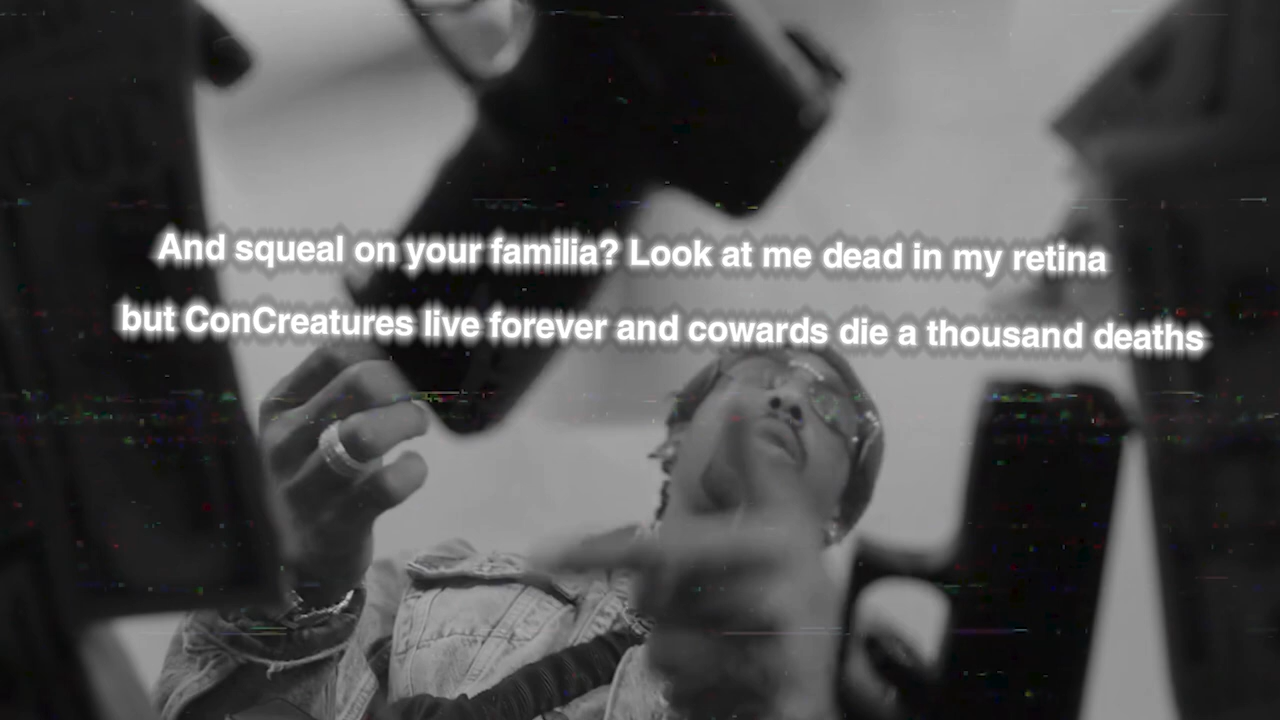 And squeal on your familia? Look at me dead in my retina
but ConCreatures live forever and cowards die a thousand deaths